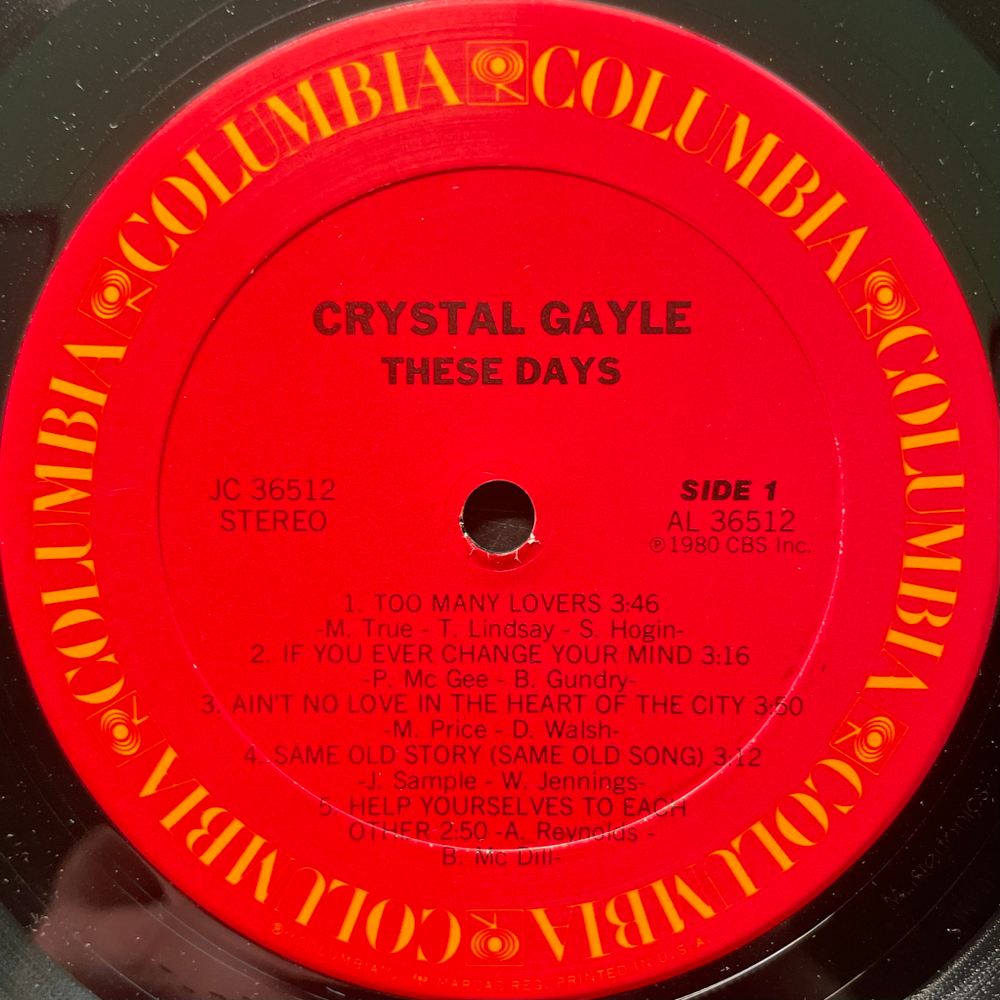 COLUMBIA COLUMBIA COLUMBIA COLUMBIA COLUMBIA COLUMBIA COLUMBIA COLUMBIA
CRYSTAL GAYLE
THESE DAYS
JC 36512
STEREO
SIDE 1
AL 36512
℗ 1980 CBS Inc.
1. TOO MANY LOVERS 3:46
-M. True - T. Lindsay - S. Hogin-
2. IF YOU EVER CHANGE YOUR MIND 3:16
-P. Mc Gee - B. Gundry-
3. AIN'T NO LOVE IN THE HEART OF THE CITY 3:50
-M. Price - D. Walsh-
4. SAME OLD STORY (SAME OLD SONG) 3:12
-J. Sample - W. Jennings-
5. HELP YOURSELVES TO EACH
OTHER 2:50 -A. Reynolds -
B. Mc Dill-
MARCAS REG. PRINTED IN U.S.A.